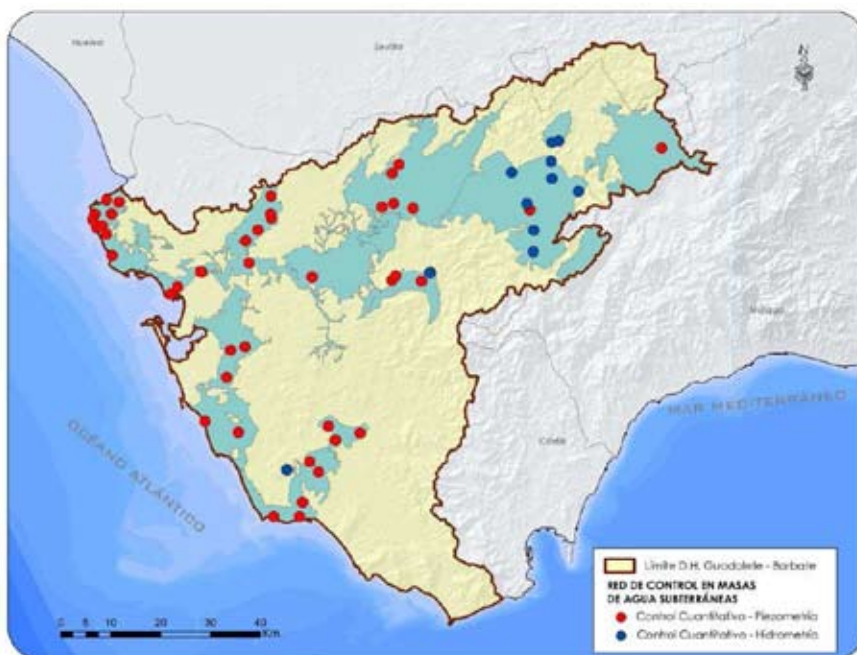 Huelva
Sevilla
N
Málaga
MAR MEDITERRÁNEO
OCÉANO ATLÁNTICO
Cádiz
Límite D.H. Guadalete - Barbate
RED DE CONTROL EN MASAS
DE AGUA SUBTERRÁNEAS
Control Cuantitativo - Piezometría
Control Cuantitativo - Hidrometría
0 5 10 20 30 40
Km